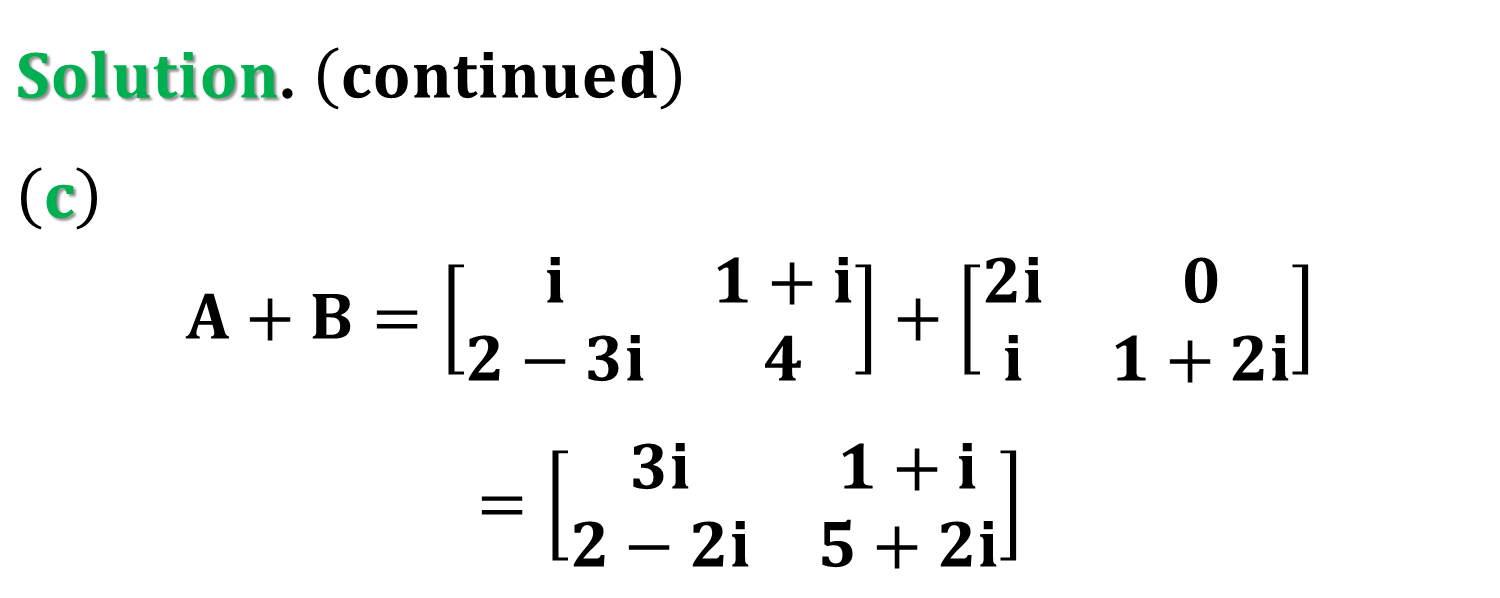 Solution. (continued)
(c)
A + B = [i 1 + i
2 − 3i 4] + [2i 0
i 1 + 2i]
= [3i 1 + i
2 − 2i 5 + 2i]